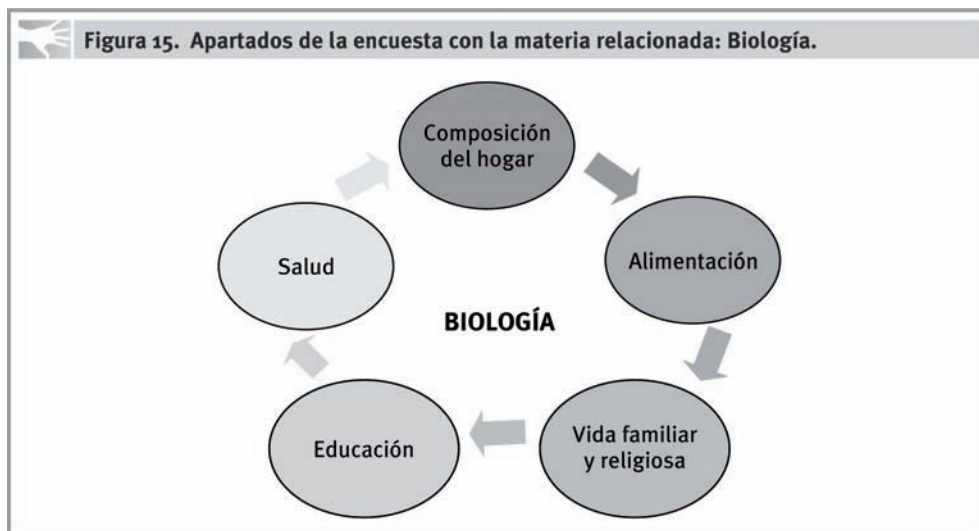 Figura 15. Apartados de la encuesta con la materia relacionada: Biología.
Composición
del hogar
Alimentación
Vida familiar
y religiosa
Educación
Salud
BIOLOGÍA